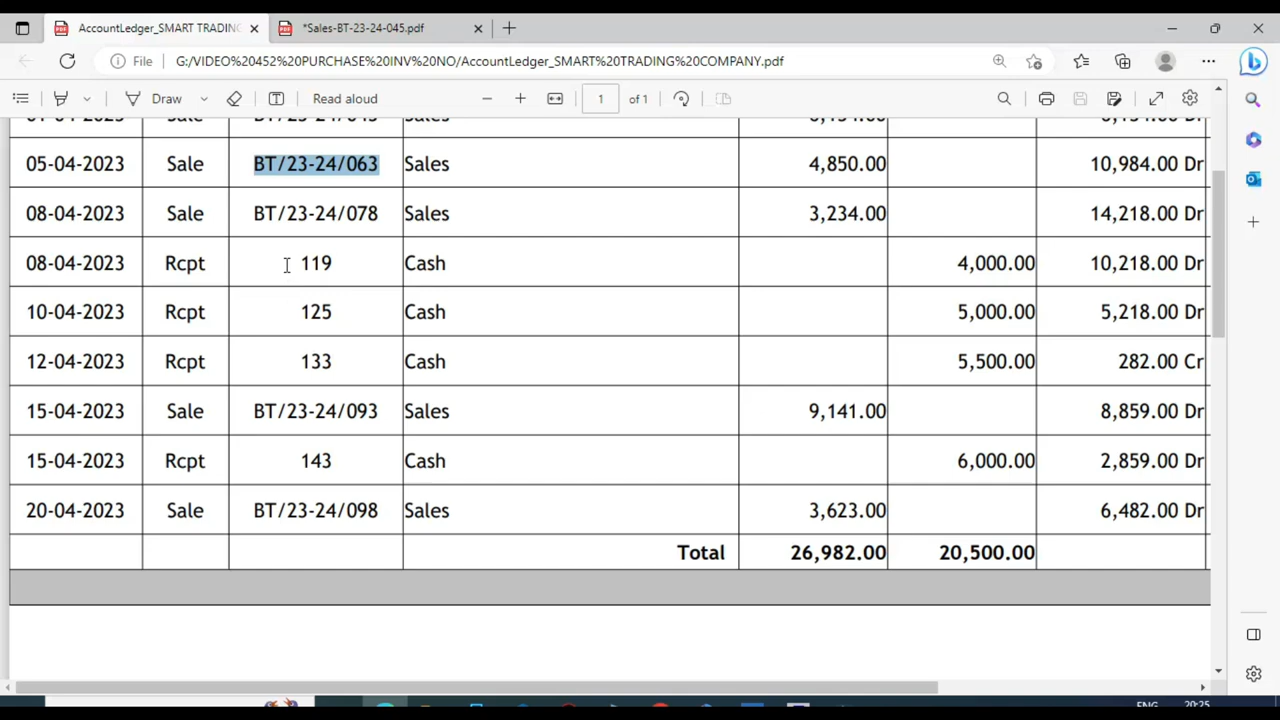 AccountLedger_SMART TRADING
*Sales-BT-23-24-045.pdf
File G:/VIDEO%20452%20PURCHASE%20INV%20NO/AccountLedger_SMART%20TRADING%20COMPANY.pdf
Draw Read aloud 1 of 1
05-04-2023 Sale BT/23-24/063 Sales 4,850.00 10,984.00 Dr
08-04-2023 Sale BT/23-24/078 Sales 3,234.00 14,218.00 Dr
08-04-2023 Rcpt 119 Cash 4,000.00 10,218.00 Dr
10-04-2023 Rcpt 125 Cash 5,000.00 5,218.00 Dr
12-04-2023 Rcpt 133 Cash 5,500.00 282.00 Cr
15-04-2023 Sale BT/23-24/093 Sales 9,141.00 8,859.00 Dr
15-04-2023 Rcpt 143 Cash 6,000.00 2,859.00 Dr
20-04-2023 Sale BT/23-24/098 Sales 3,623.00 6,482.00 Dr
Total 26,982.00 20,500.00
ENG 20:25